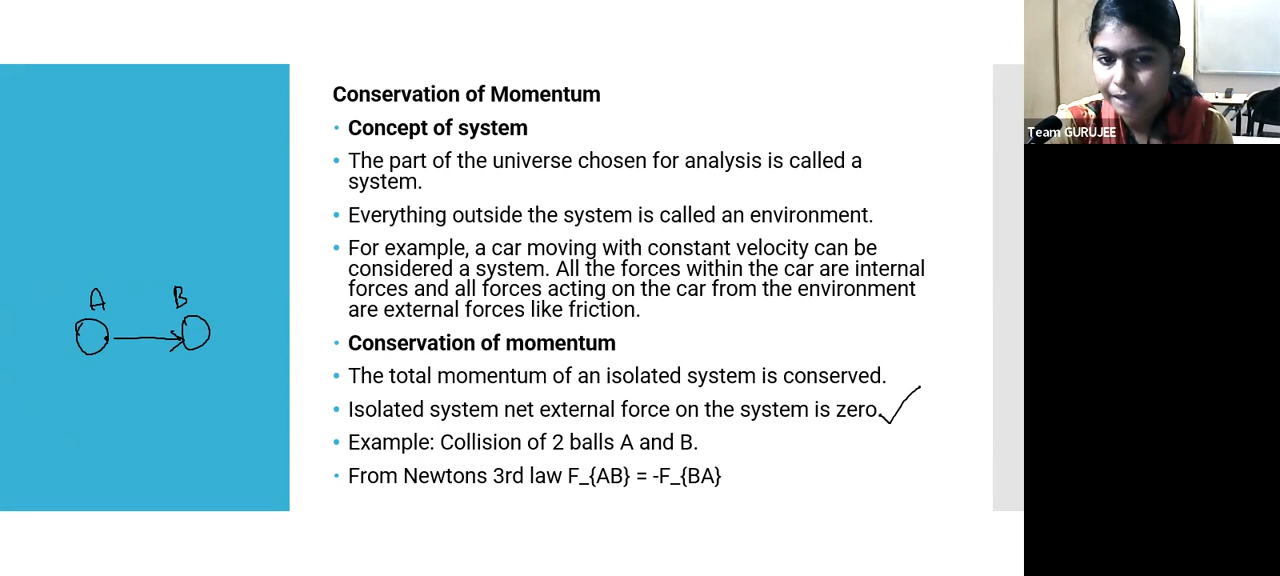 Conservation of Momentum
• Concept of system
• The part of the universe chosen for analysis is called a
system.
• Everything outside the system is called an environment.
• For example, a car moving with constant velocity can be
considered a system. All the forces within the car are internal
forces and all forces acting on the car from the environment
are external forces like friction.
• Conservation of momentum
• The total momentum of an isolated system is conserved.
• Isolated system net external force on the system is zero.
• Example: Collision of 2 balls A and B.
• From Newtons 3rd law F_{AB} = -F_{BA}
A B
Team GURUJEE